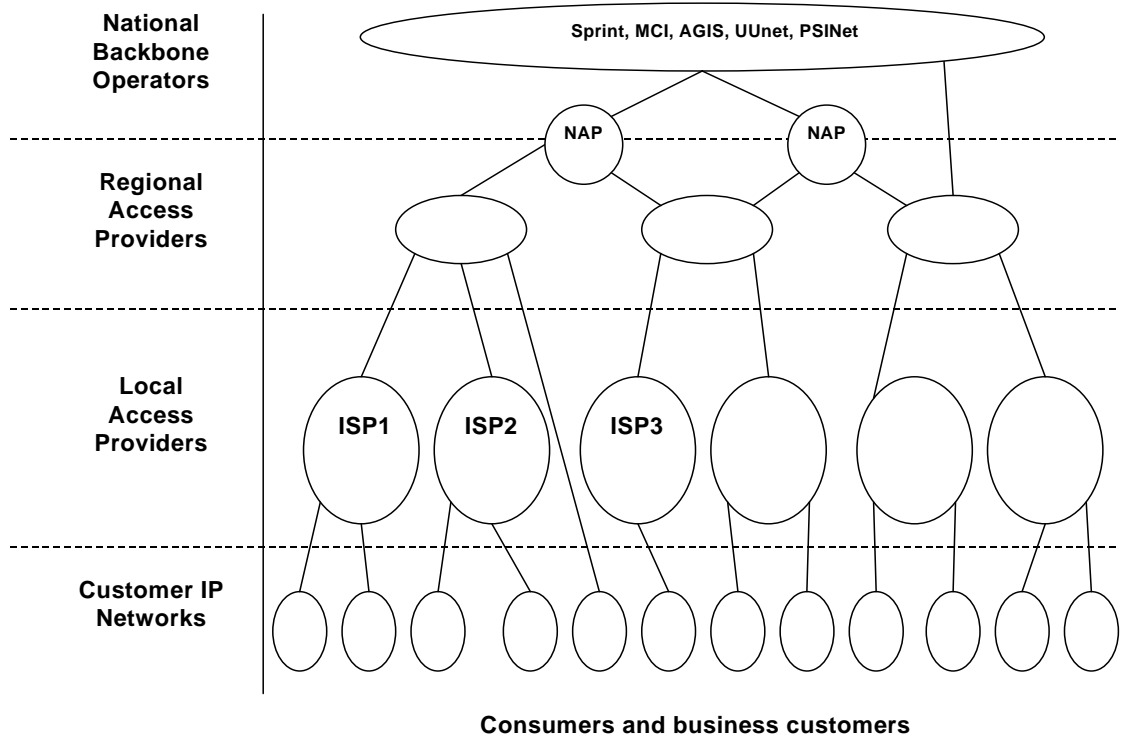 National
Backbone
Operators
Sprint, MCI, AGIS, UUnet, PSINet
NAP
NAP
Regional
Access
Providers
Local
Access
Providers
ISP1
ISP2
ISP3
Customer IP
Networks
Consumers and business customers